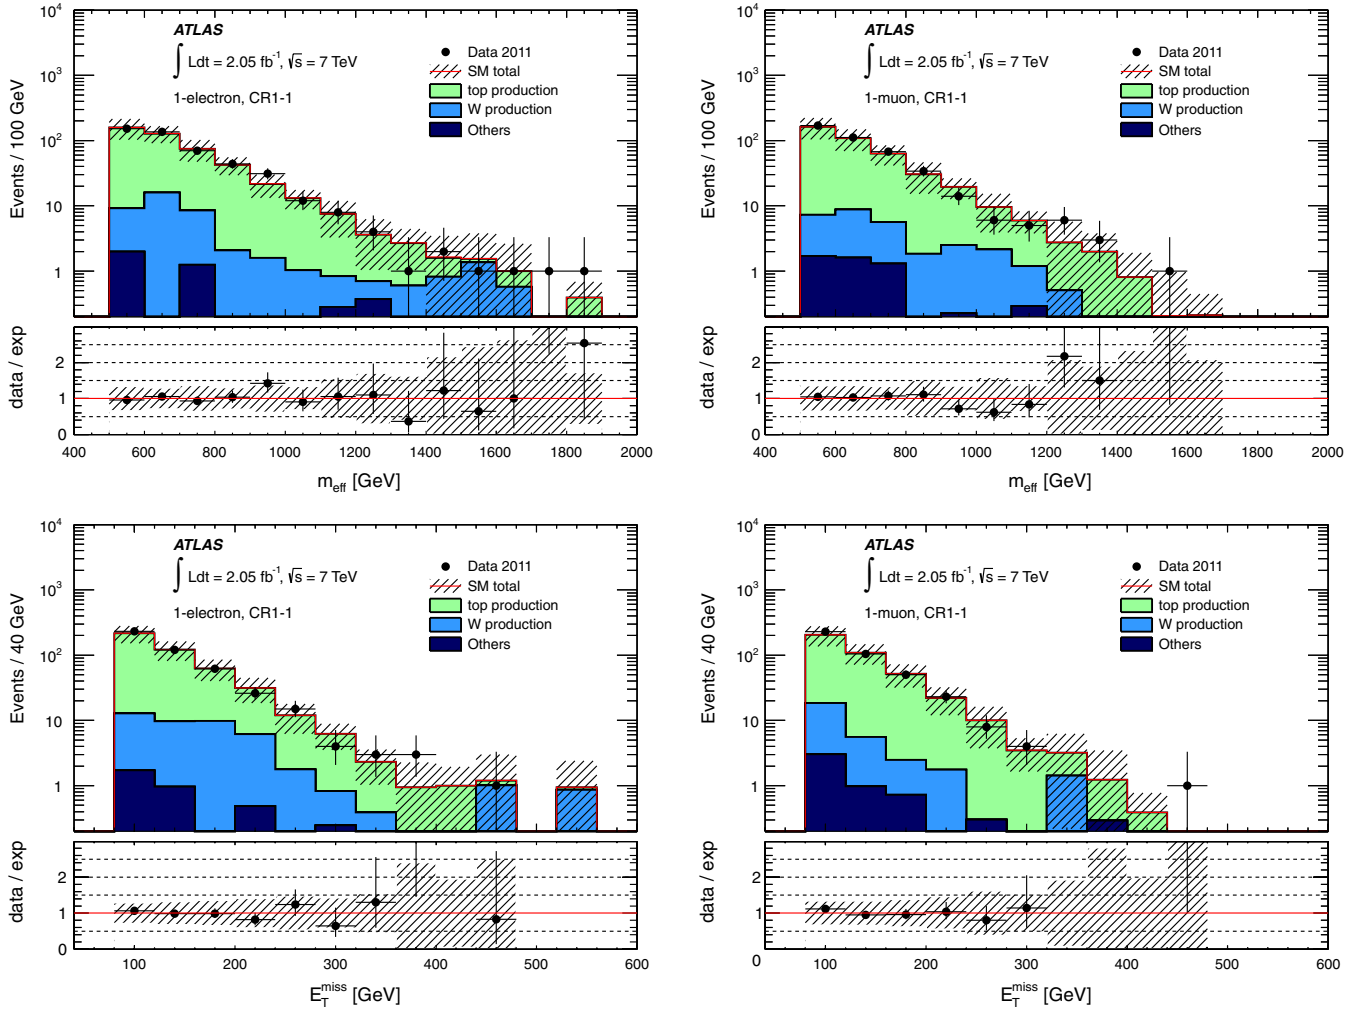 ATLAS
∫ Ldt = 2.05 fb⁻¹, √s = 7 TeV
1-electron, CR1-1
Data 2011
SM total
top production
W production
Others
Events / 100 GeV
10⁴
10³
10²
10
1
data / exp
2
1
0
400 600 800 1000 1200 1400 1600 1800 2000
m_eff [GeV]
ATLAS
∫ Ldt = 2.05 fb⁻¹, √s = 7 TeV
1-muon, CR1-1
Data 2011
SM total
top production
W production
Others
Events / 100 GeV
10⁴
10³
10²
10
1
data / exp
2
1
0
400 600 800 1000 1200 1400 1600 1800 2000
m_eff [GeV]
ATLAS
∫ Ldt = 2.05 fb⁻¹, √s = 7 TeV
1-electron, CR1-1
Data 2011
SM total
top production
W production
Others
Events / 40 GeV
10⁴
10³
10²
10
1
data / exp
2
1
0
100 200 300 400 500 600
E_T^miss [GeV]
ATLAS
∫ Ldt = 2.05 fb⁻¹, √s = 7 TeV
1-muon, CR1-1
Data 2011
SM total
top production
W production
Others
Events / 40 GeV
10⁴
10³
10²
10
1
data / exp
2
1
0
0 100 200 300 400 500 600
E_T^miss [GeV]